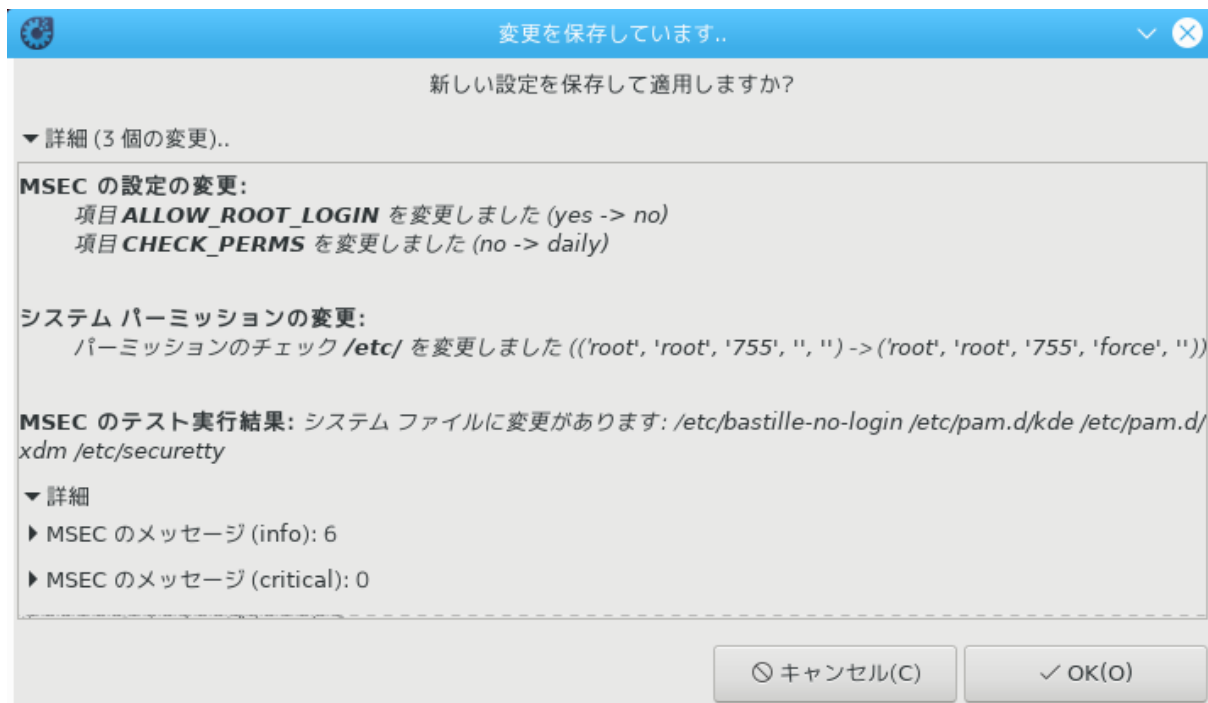 変更を保存しています..
新しい設定を保存して適用しますか?
詳細 (3 個の変更)..
MSEC の設定の変更:
項目 ALLOW_ROOT_LOGIN を変更しました (yes -> no)
項目 CHECK_PERMS を変更しました (no -> daily)
システム パーミッションの変更:
パーミッションのチェック /etc/ を変更しました (('root', 'root', '755', '', '') -> ('root', 'root', '755', 'force', ''))
MSEC のテスト実行結果: システム ファイルに変更があります: /etc/bastille-no-login /etc/pam.d/kde /etc/pam.d/
xdm /etc/securetty
詳細
MSEC のメッセージ (info): 6
MSEC のメッセージ (critical): 0
キャンセル(C)
OK(O)